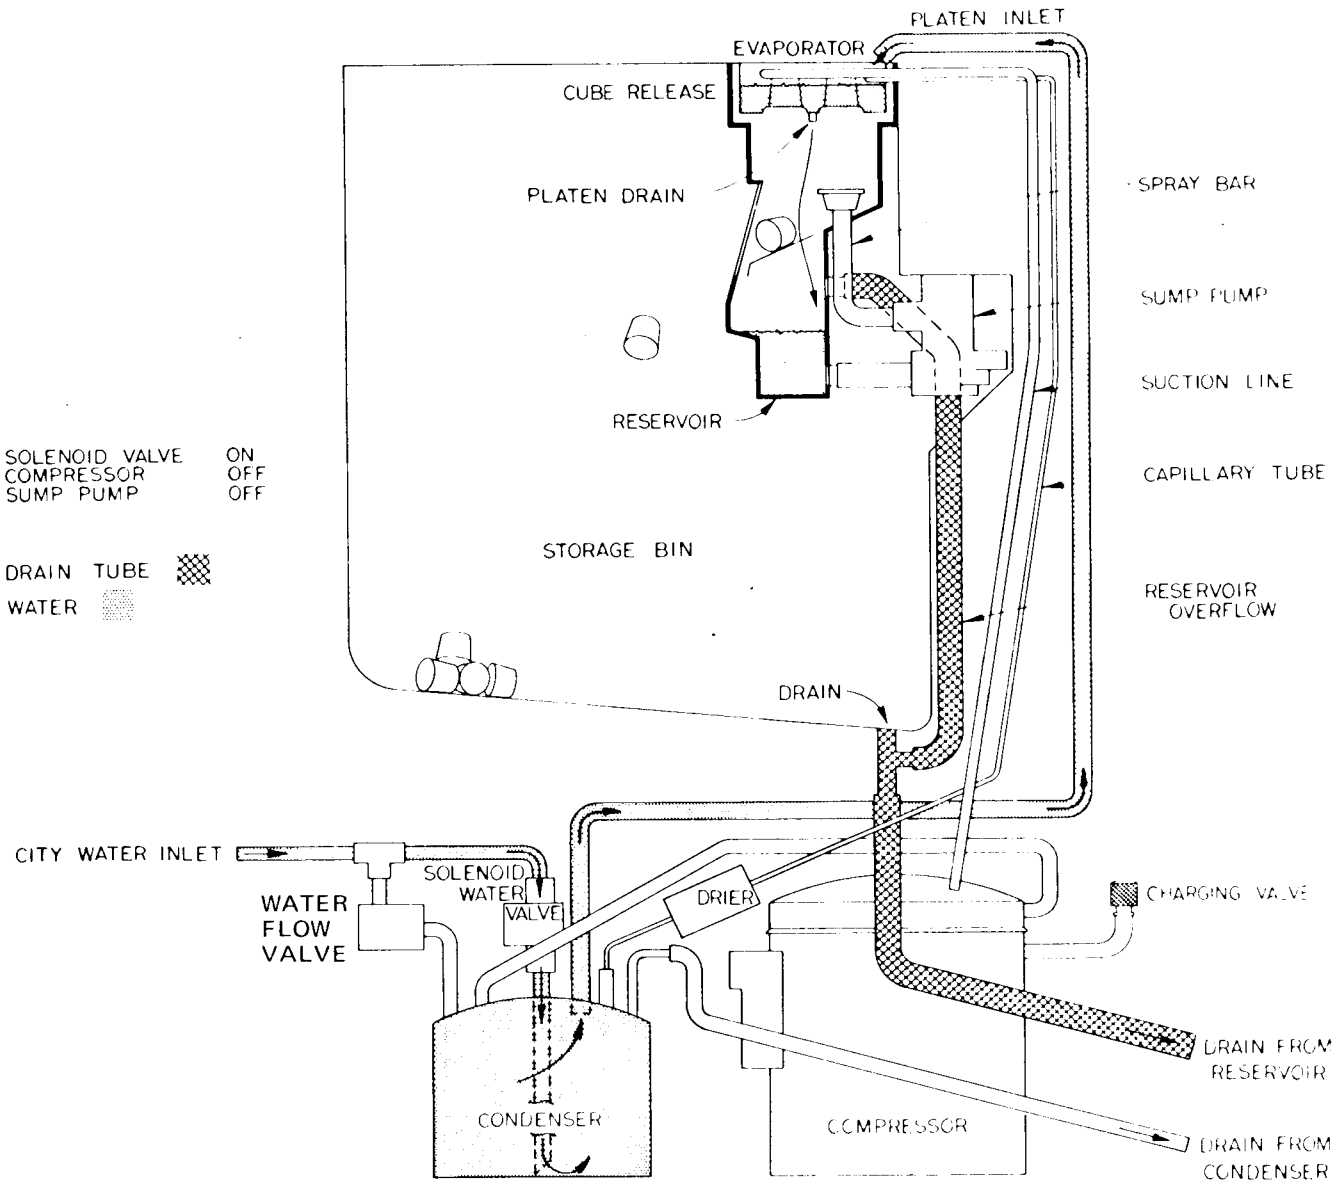 PLATEN INLET
EVAPORATOR
CUBE RELEASE
PLATEN DRAIN
SPRAY BAR
SUMP PUMP
SUCTION LINE
RESERVOIR
SOLENOID VALVE ON
COMPRESSOR OFF
SUMP PUMP OFF
CAPILLARY TUBE
STORAGE BIN
DRAIN TUBE
WATER
RESERVOIR
OVERFLOW
DRAIN
CITY WATER INLET
SOLENOID
WATER
VALVE
WATER
FLOW
VALVE
DRIER
CHARGING VALVE
CONDENSER
COMPRESSOR
DRAIN FROM
RESERVOIR
DRAIN FROM
CONDENSER